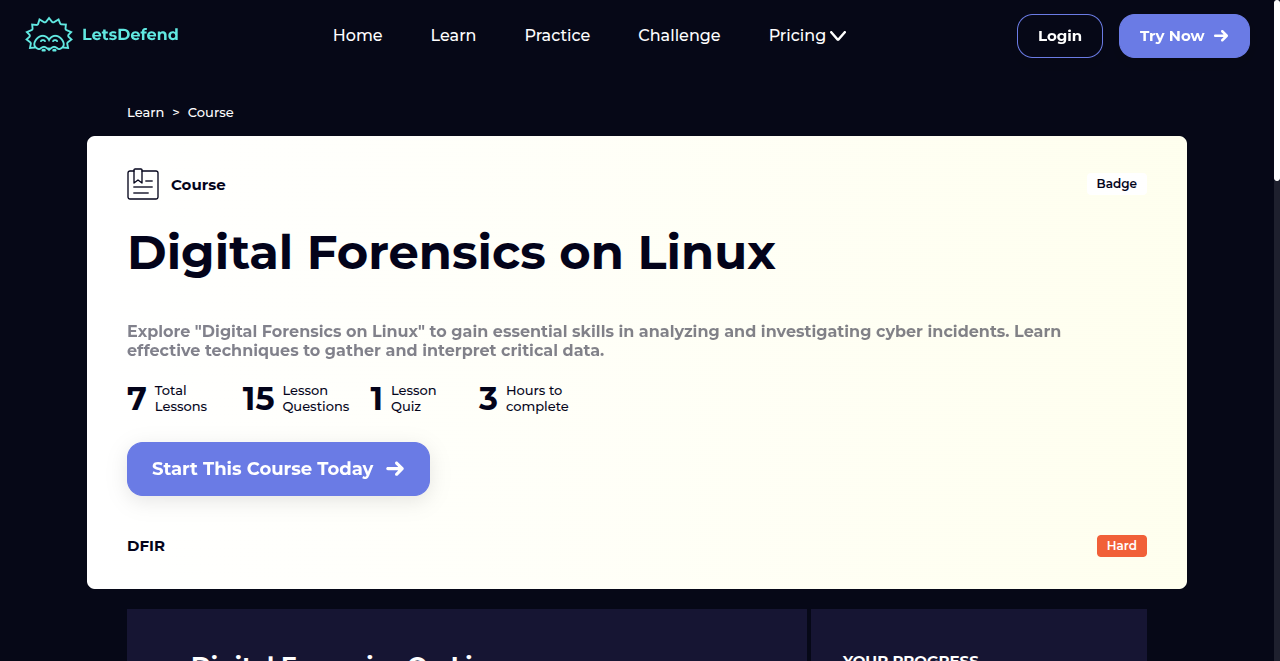 LetsDefend
Home
Learn
Practice
Challenge
Pricing
Login
Try Now
Learn > Course
Course
Badge
Digital Forensics on Linux
Explore "Digital Forensics on Linux" to gain essential skills in analyzing and investigating cyber incidents. Learn
effective techniques to gather and interpret critical data.
7 Total Lessons
15 Lesson Questions
1 Lesson Quiz
3 Hours to complete
Start This Course Today
DFIR
Hard
YOUR PROGRESS